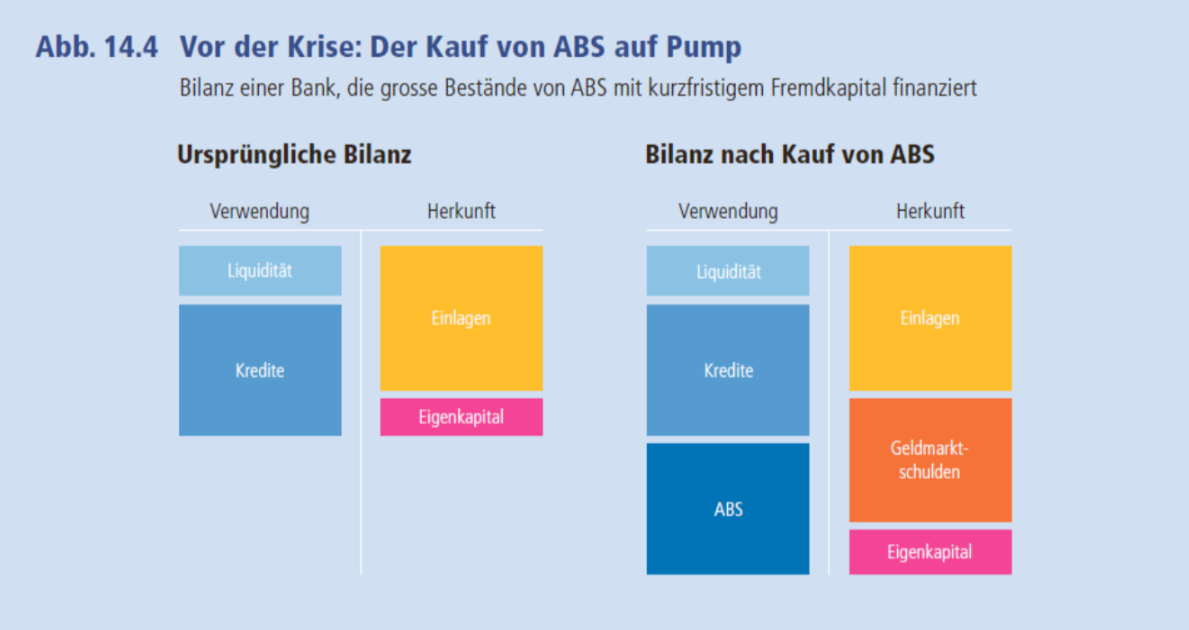 Abb. 14.4 Vor der Krise: Der Kauf von ABS auf Pump
Bilanz einer Bank, die grosse Bestände von ABS mit kurzfristigem Fremdkapital finanziert
Ursprüngliche Bilanz
Verwendung Herkunft
Liquidität
Einlagen
Kredite
Eigenkapital
Bilanz nach Kauf von ABS
Verwendung Herkunft
Liquidität
Einlagen
Kredite
Geldmarkt-
schulden
ABS
Eigenkapital